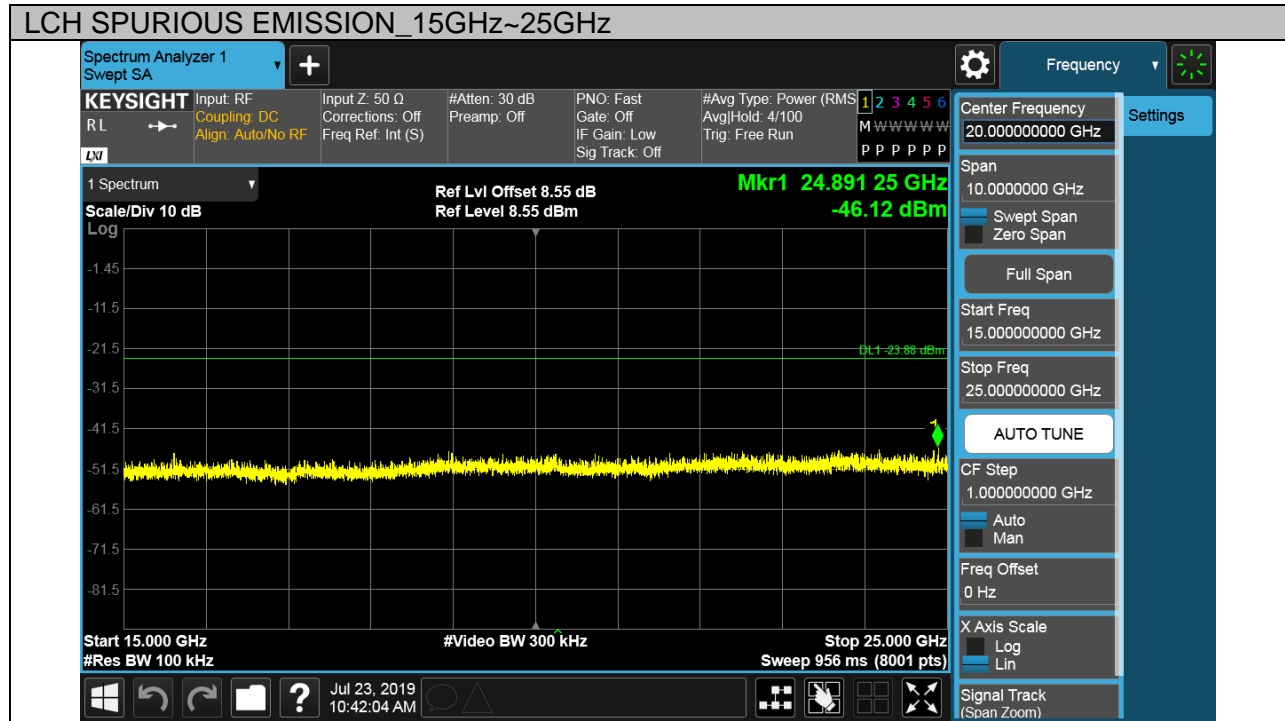 LCH SPURIOUS EMISSION_15GHz~25GHz
Spectrum Analyzer 1
Swept SA
Frequency
KEYSIGHT
RL
LXI
Input: RF
Coupling: DC
Align: Auto/No RF
Input Z: 50 Ω
Corrections: Off
Freq Ref: Int (S)
#Atten: 30 dB
Preamp: Off
PNO: Fast
Gate: Off
IF Gain: Low
Sig Track: Off
#Avg Type: Power (RMS
Avg|Hold: 4/100
Trig: Free Run
1 2 3 4 5 6
M W W W W W
P P P P P P
1 Spectrum
Scale/Div 10 dB
Log
Ref Lvl Offset 8.55 dB
Ref Level 8.55 dBm
Mkr1 24.891 25 GHz
-46.12 dBm
-1.45
-11.5
-21.5
DL1 -23.88 dBm
-31.5
-41.5
1
-51.5
-61.5
-71.5
-81.5
Start 15.000 GHz
#Res BW 100 kHz
#Video BW 300 kHz
Stop 25.000 GHz
Sweep 956 ms (8001 pts)
Center Frequency
20.000000000 GHz
Settings
Span
10.0000000 GHz
Swept Span
Zero Span
Full Span
Start Freq
15.000000000 GHz
Stop Freq
25.000000000 GHz
AUTO TUNE
CF Step
1.000000000 GHz
Auto
Man
Freq Offset
0 Hz
X Axis Scale
Log
Lin
Signal Track
(Span Zoom)
?
Jul 23, 2019
10:42:04 AM